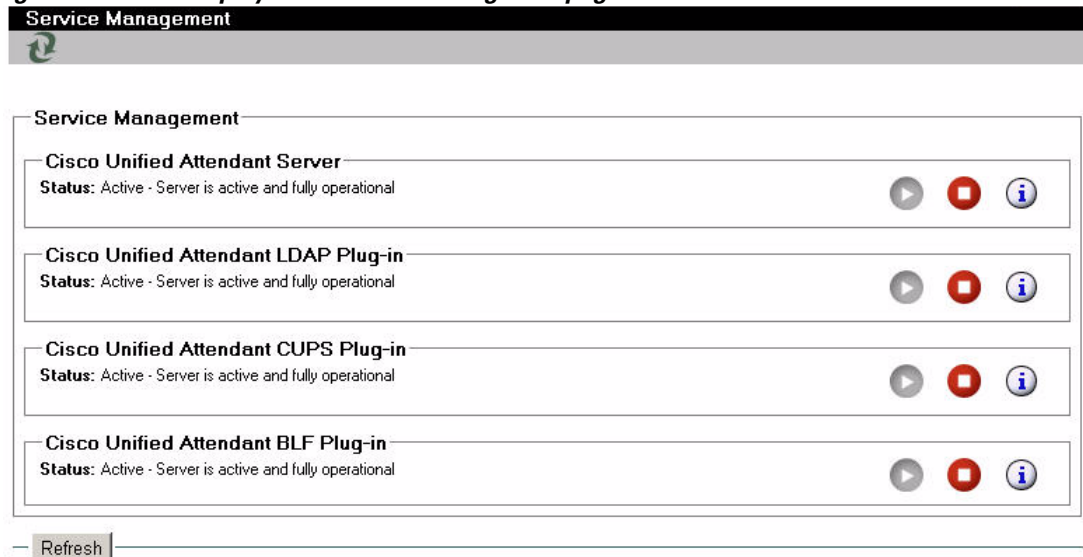 Service Management
Service Management
Cisco Unified Attendant Server
Status: Active - Server is active and fully operational
Cisco Unified Attendant LDAP Plug-in
Status: Active - Server is active and fully operational
Cisco Unified Attendant CUPS Plug-in
Status: Active - Server is active and fully operational
Cisco Unified Attendant BLF Plug-in
Status: Active - Server is active and fully operational
Refresh